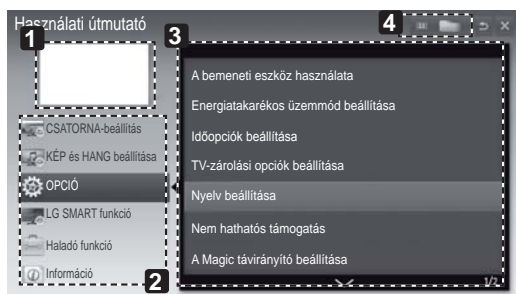 Használati útmutató
4
1
3
A bemeneti eszköz használata
Energiatakarékos üzemmód beállítása
Időopciók beállítása
TV-zárolási opciók beállítása
Nyelv beállítása
Nem hathatós támogatás
A Magic távirányító beállítása
1/2
CSATORNA-beállítás
KÉP és HANG beállítása
OPCIÓ
LG SMART funkció
Haladó funkció
Információ
2